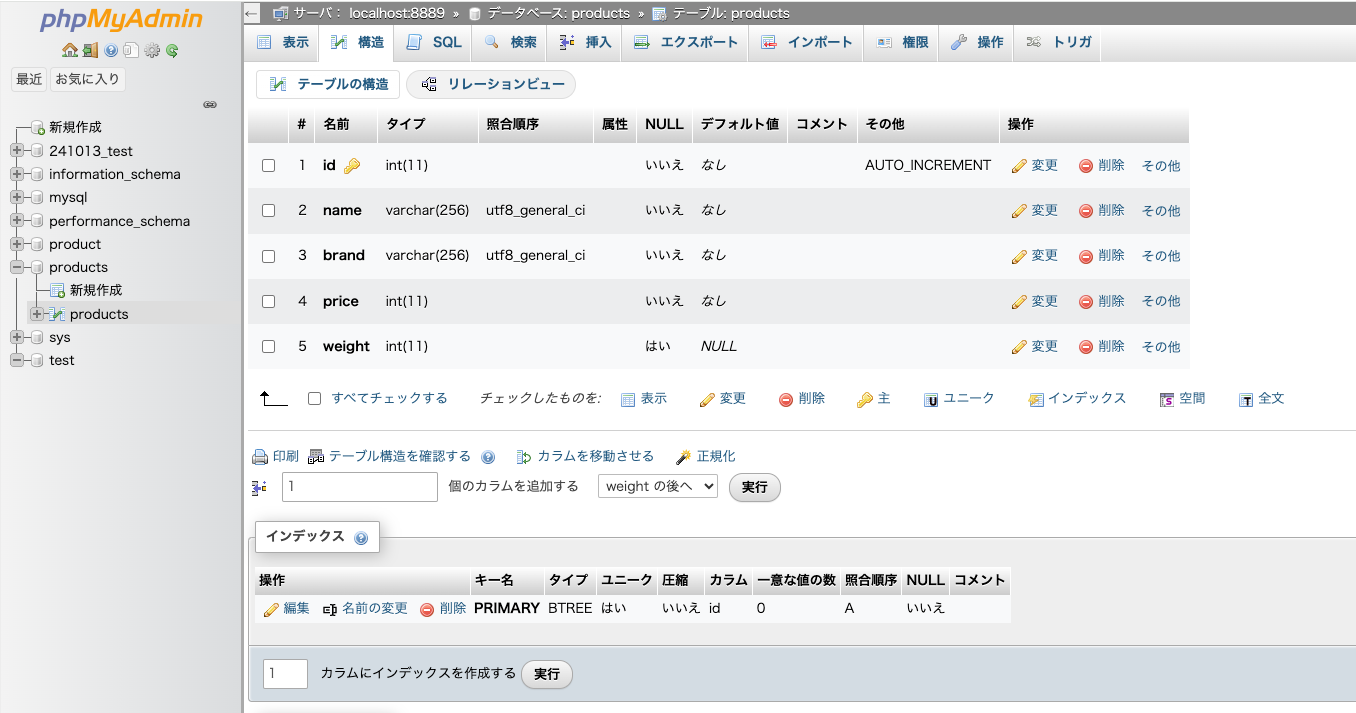 phpMyAdmin
最近 お気に入り
新規作成
241013_test
information_schema
mysql
performance_schema
product
products
新規作成
products
sys
test
サーバ： localhost:8889 » データベース: products » テーブル: products
表示 構造 SQL 検索 挿入 エクスポート インポート 権限 操作 トリガ
テーブルの構造 リレーションビュー
# 名前 タイプ 照合順序 属性 NULL デフォルト値 コメント その他 操作
1 id int(11) いいえ なし AUTO_INCREMENT 変更 削除 その他
2 name varchar(256) utf8_general_ci いいえ なし 変更 削除 その他
3 brand varchar(256) utf8_general_ci いいえ なし 変更 削除 その他
4 price int(11) いいえ なし 変更 削除 その他
5 weight int(11) はい NULL 変更 削除 その他
すべてチェックする チェックしたものを: 表示 変更 削除 主 ユニーク インデックス 空間 全文
印刷 テーブル構造を確認する カラムを移動させる 正規化
1 個のカラムを追加する weight の後へ 実行
インデックス
操作 キー名 タイプ ユニーク 圧縮 カラム 一意な値の数 照合順序 NULL コメント
編集 名前の変更 削除 PRIMARY BTREE はい いいえ id 0 A いいえ
1 カラムにインデックスを作成する 実行